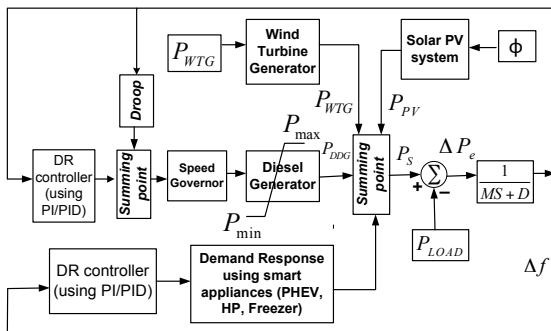 P_WTG
Wind
Turbine
Generator
Solar PV
system
ϕ
Droop
P_WTG
P_PV
P_max
DR controller
(using
PI/PID)
Summing
point
Speed
Governor
Diesel
Generator
P_DDG
Summing
point
P_S
Δ P_e
+
Σ
−
1
MS + D
P_min
P_LOAD
DR controller
(using PI/PID)
Demand Response
using smart
appliances (PHEV,
HP, Freezer)
Δ f